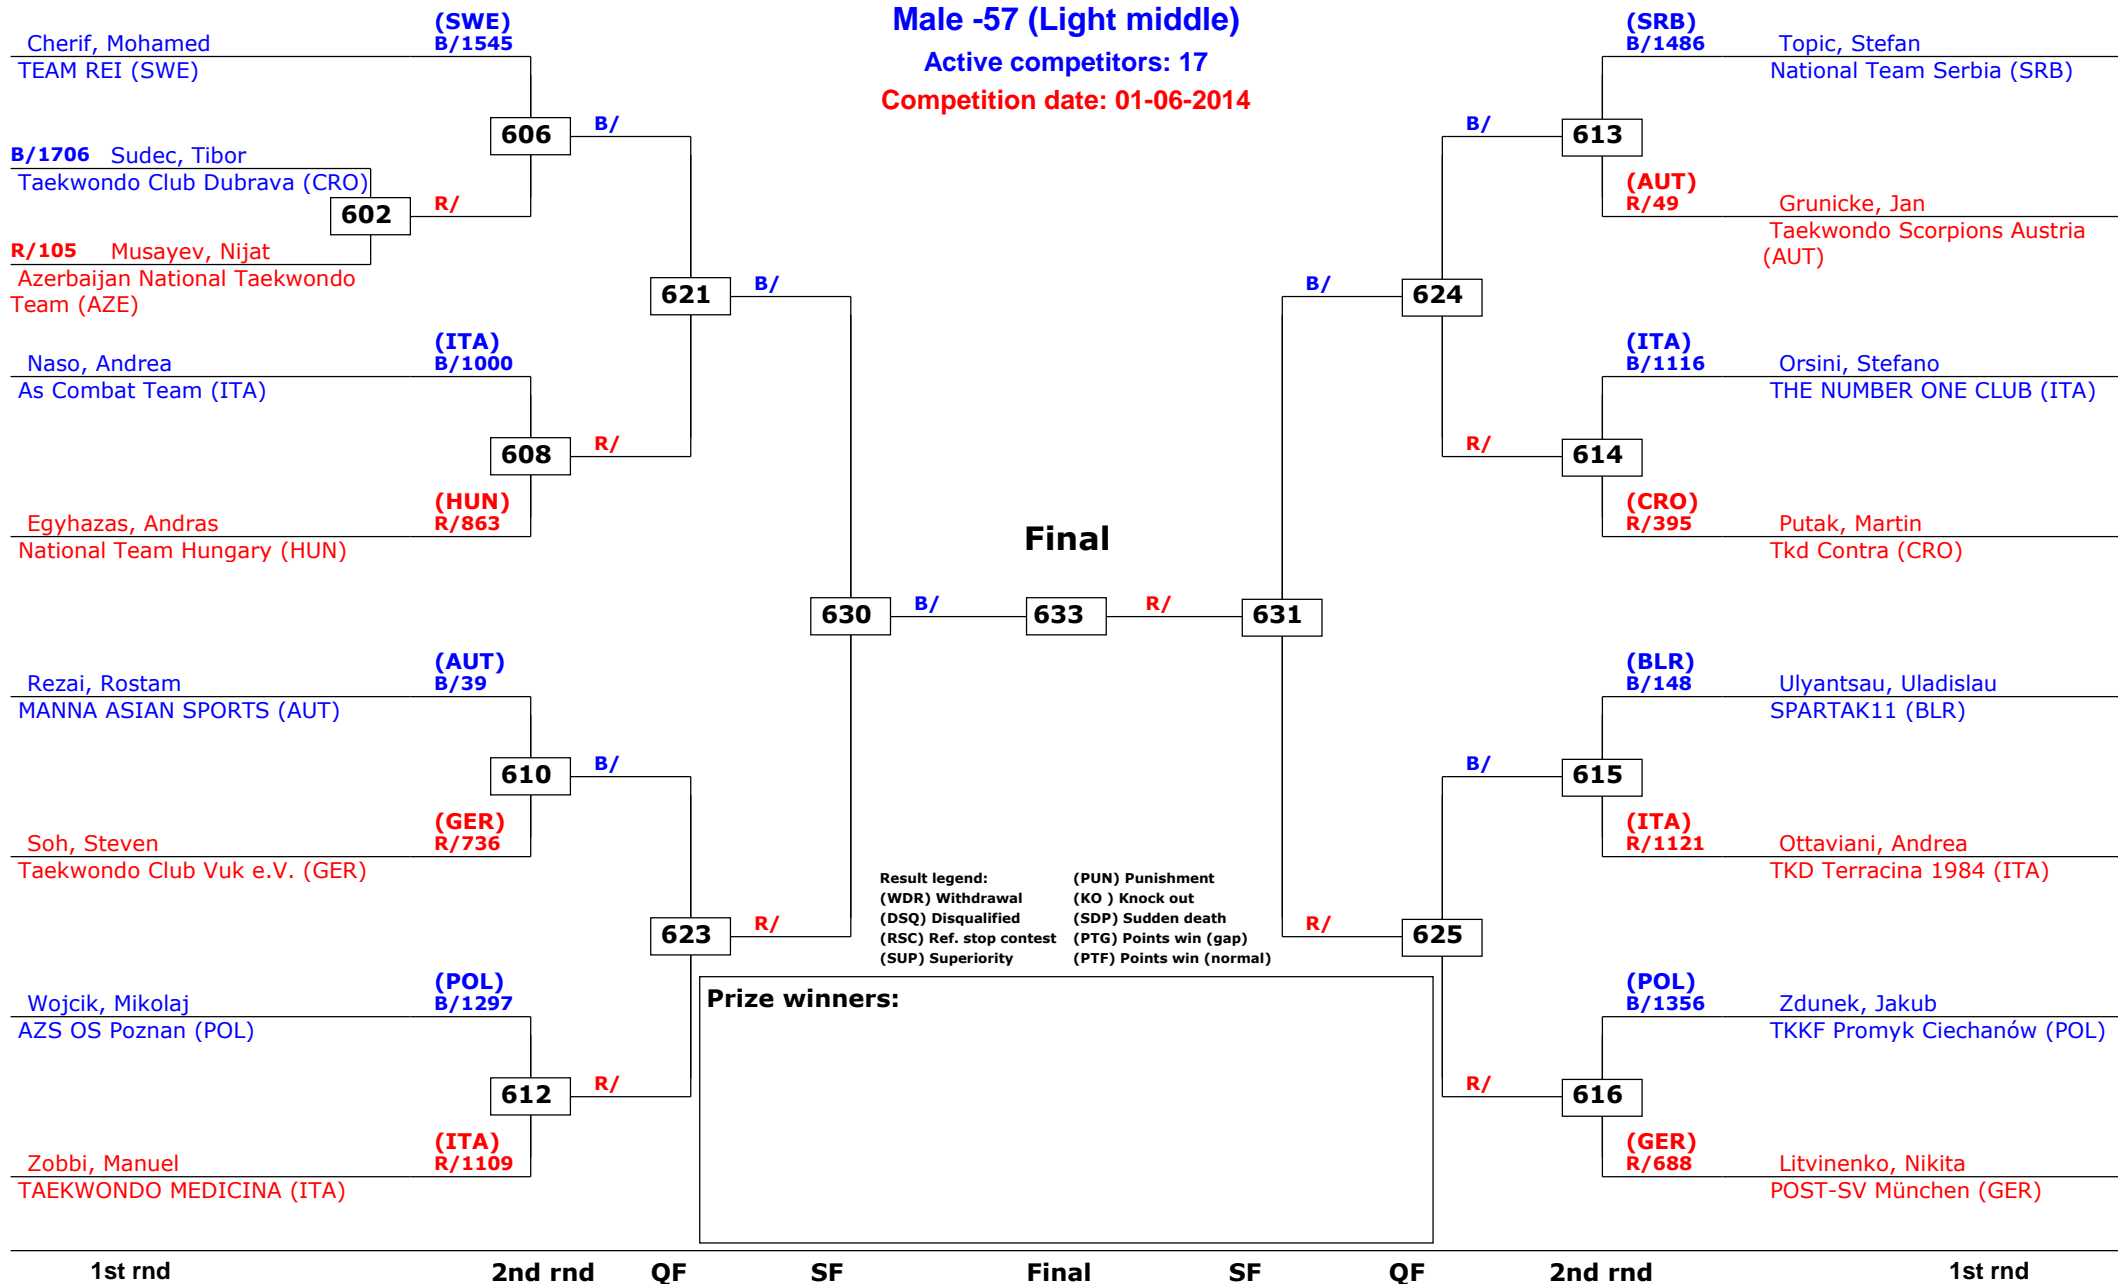 Male -57 (Light middle)
Active competitors: 17
Competition date: 01-06-2014
Cherif, Mohamed
(SWE)
B/1545
TEAM REI (SWE)
606
B/
B/1706 Sudec, Tibor
Taekwondo Club Dubrava (CRO)
602
R/
R/105 Musayev, Nijat
Azerbaijan National Taekwondo
Team (AZE)
621
B/
Naso, Andrea
(ITA)
B/1000
As Combat Team (ITA)
608
R/
Egyhazas, Andras
(HUN)
R/863
National Team Hungary (HUN)
630
B/
Rezai, Rostam
(AUT)
B/39
MANNA ASIAN SPORTS (AUT)
610
B/
Soh, Steven
(GER)
R/736
Taekwondo Club Vuk e.V. (GER)
623
R/
Wojcik, Mikolaj
(POL)
B/1297
AZS OS Poznan (POL)
612
R/
Zobbi, Manuel
(ITA)
R/1109
TAEKWONDO MEDICINA (ITA)
Final
633
R/
631
(SRB)
B/1486
Topic, Stefan
National Team Serbia (SRB)
B/
613
(AUT)
R/49
Grunicke, Jan
Taekwondo Scorpions Austria
(AUT)
B/
624
(ITA)
B/1116
Orsini, Stefano
THE NUMBER ONE CLUB (ITA)
R/
614
(CRO)
R/395
Putak, Martin
Tkd Contra (CRO)
(BLR)
B/148
Ulyantsau, Uladislau
SPARTAK11 (BLR)
B/
615
(ITA)
R/1121
Ottaviani, Andrea
TKD Terracina 1984 (ITA)
R/
625
(POL)
B/1356
Zdunek, Jakub
TKKF Promyk Ciechanów (POL)
R/
616
(GER)
R/688
Litvinenko, Nikita
POST-SV München (GER)
Result legend: (PUN) Punishment
(WDR) Withdrawal (KO ) Knock out
(DSQ) Disqualified (SDP) Sudden death
(RSC) Ref. stop contest (PTG) Points win (gap)
(SUP) Superiority (PTF) Points win (normal)
Prize winners:
1st rnd 2nd rnd QF SF Final SF QF 2nd rnd 1st rnd